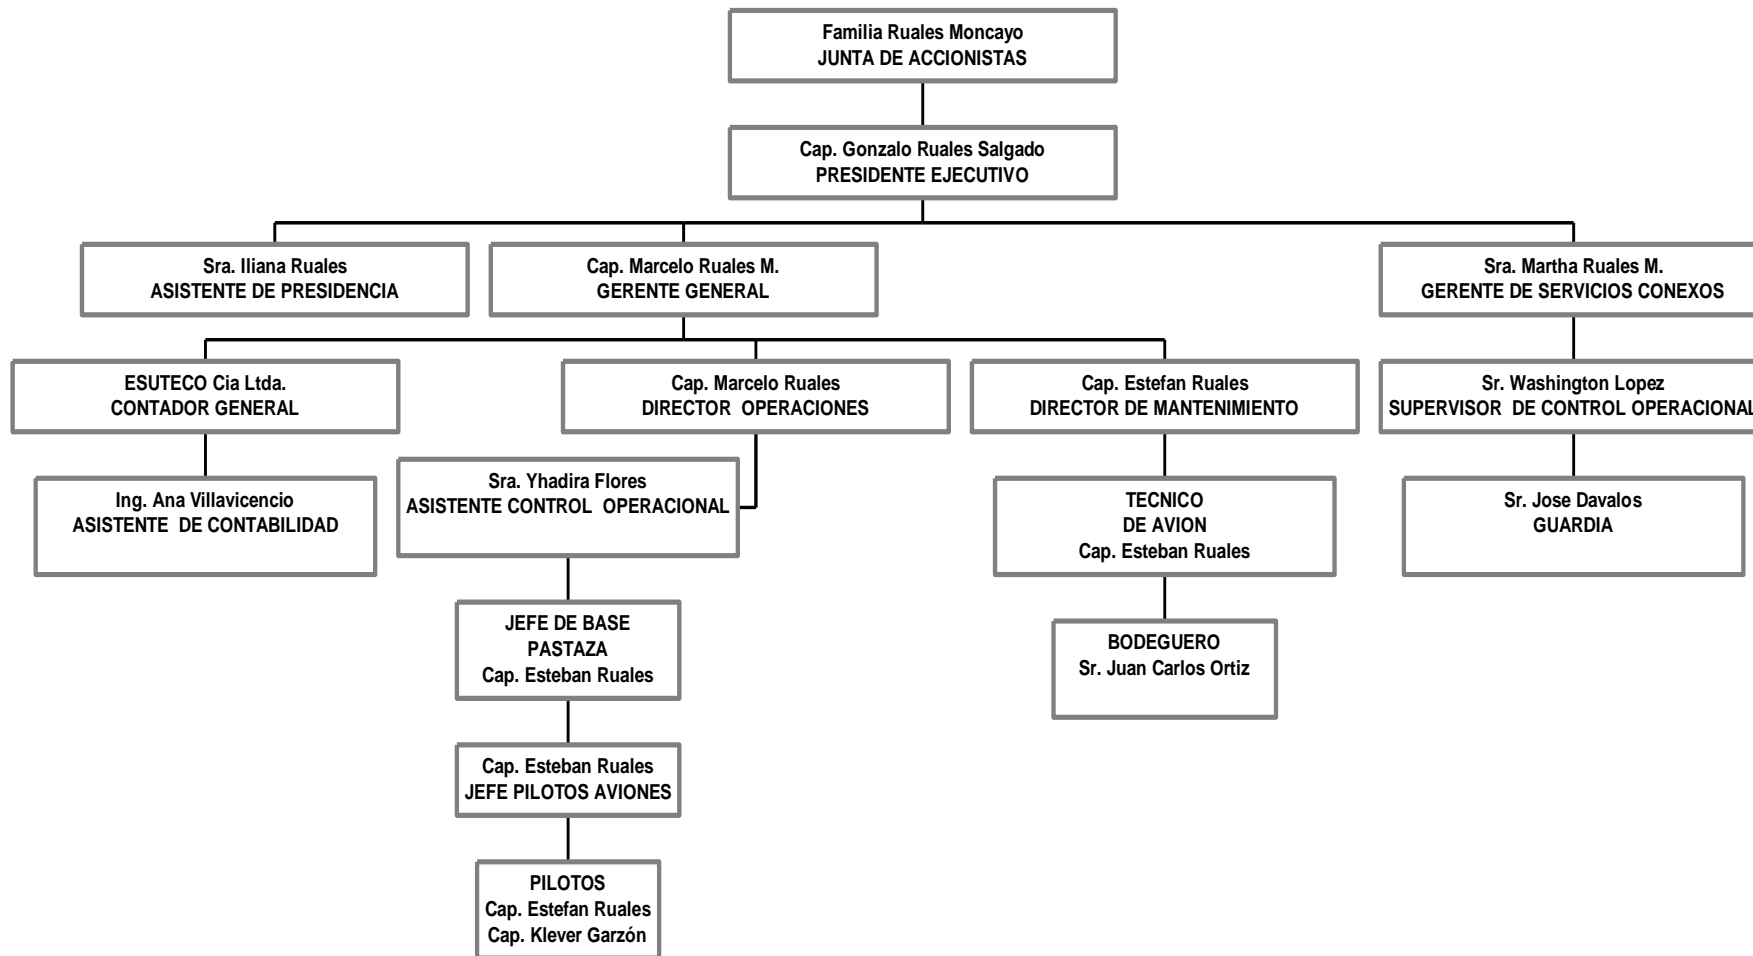 Familia Ruales Moncayo
JUNTA DE ACCIONISTAS
Cap. Gonzalo Ruales Salgado
PRESIDENTE EJECUTIVO
Sra. Iliana Ruales
ASISTENTE DE PRESIDENCIA
Cap. Marcelo Ruales M.
GERENTE GENERAL
Sra. Martha Ruales M.
GERENTE DE SERVICIOS CONEXOS
ESUTECO Cia Ltda.
CONTADOR GENERAL
Cap. Marcelo Ruales
DIRECTOR OPERACIONES
Cap. Estefan Ruales
DIRECTOR DE MANTENIMIENTO
Sr. Washington Lopez
SUPERVISOR DE CONTROL OPERACIONAL
Ing. Ana Villavicencio
ASISTENTE DE CONTABILIDAD
Sra. Yhadira Flores
ASISTENTE CONTROL OPERACIONAL
TECNICO
DE AVION
Cap. Esteban Ruales
Sr. Jose Davalos
GUARDIA
JEFE DE BASE
PASTAZA
Cap. Esteban Ruales
BODEGUERO
Sr. Juan Carlos Ortiz
Cap. Esteban Ruales
JEFE PILOTOS AVIONES
PILOTOS
Cap. Estefan Ruales
Cap. Klever Garzón